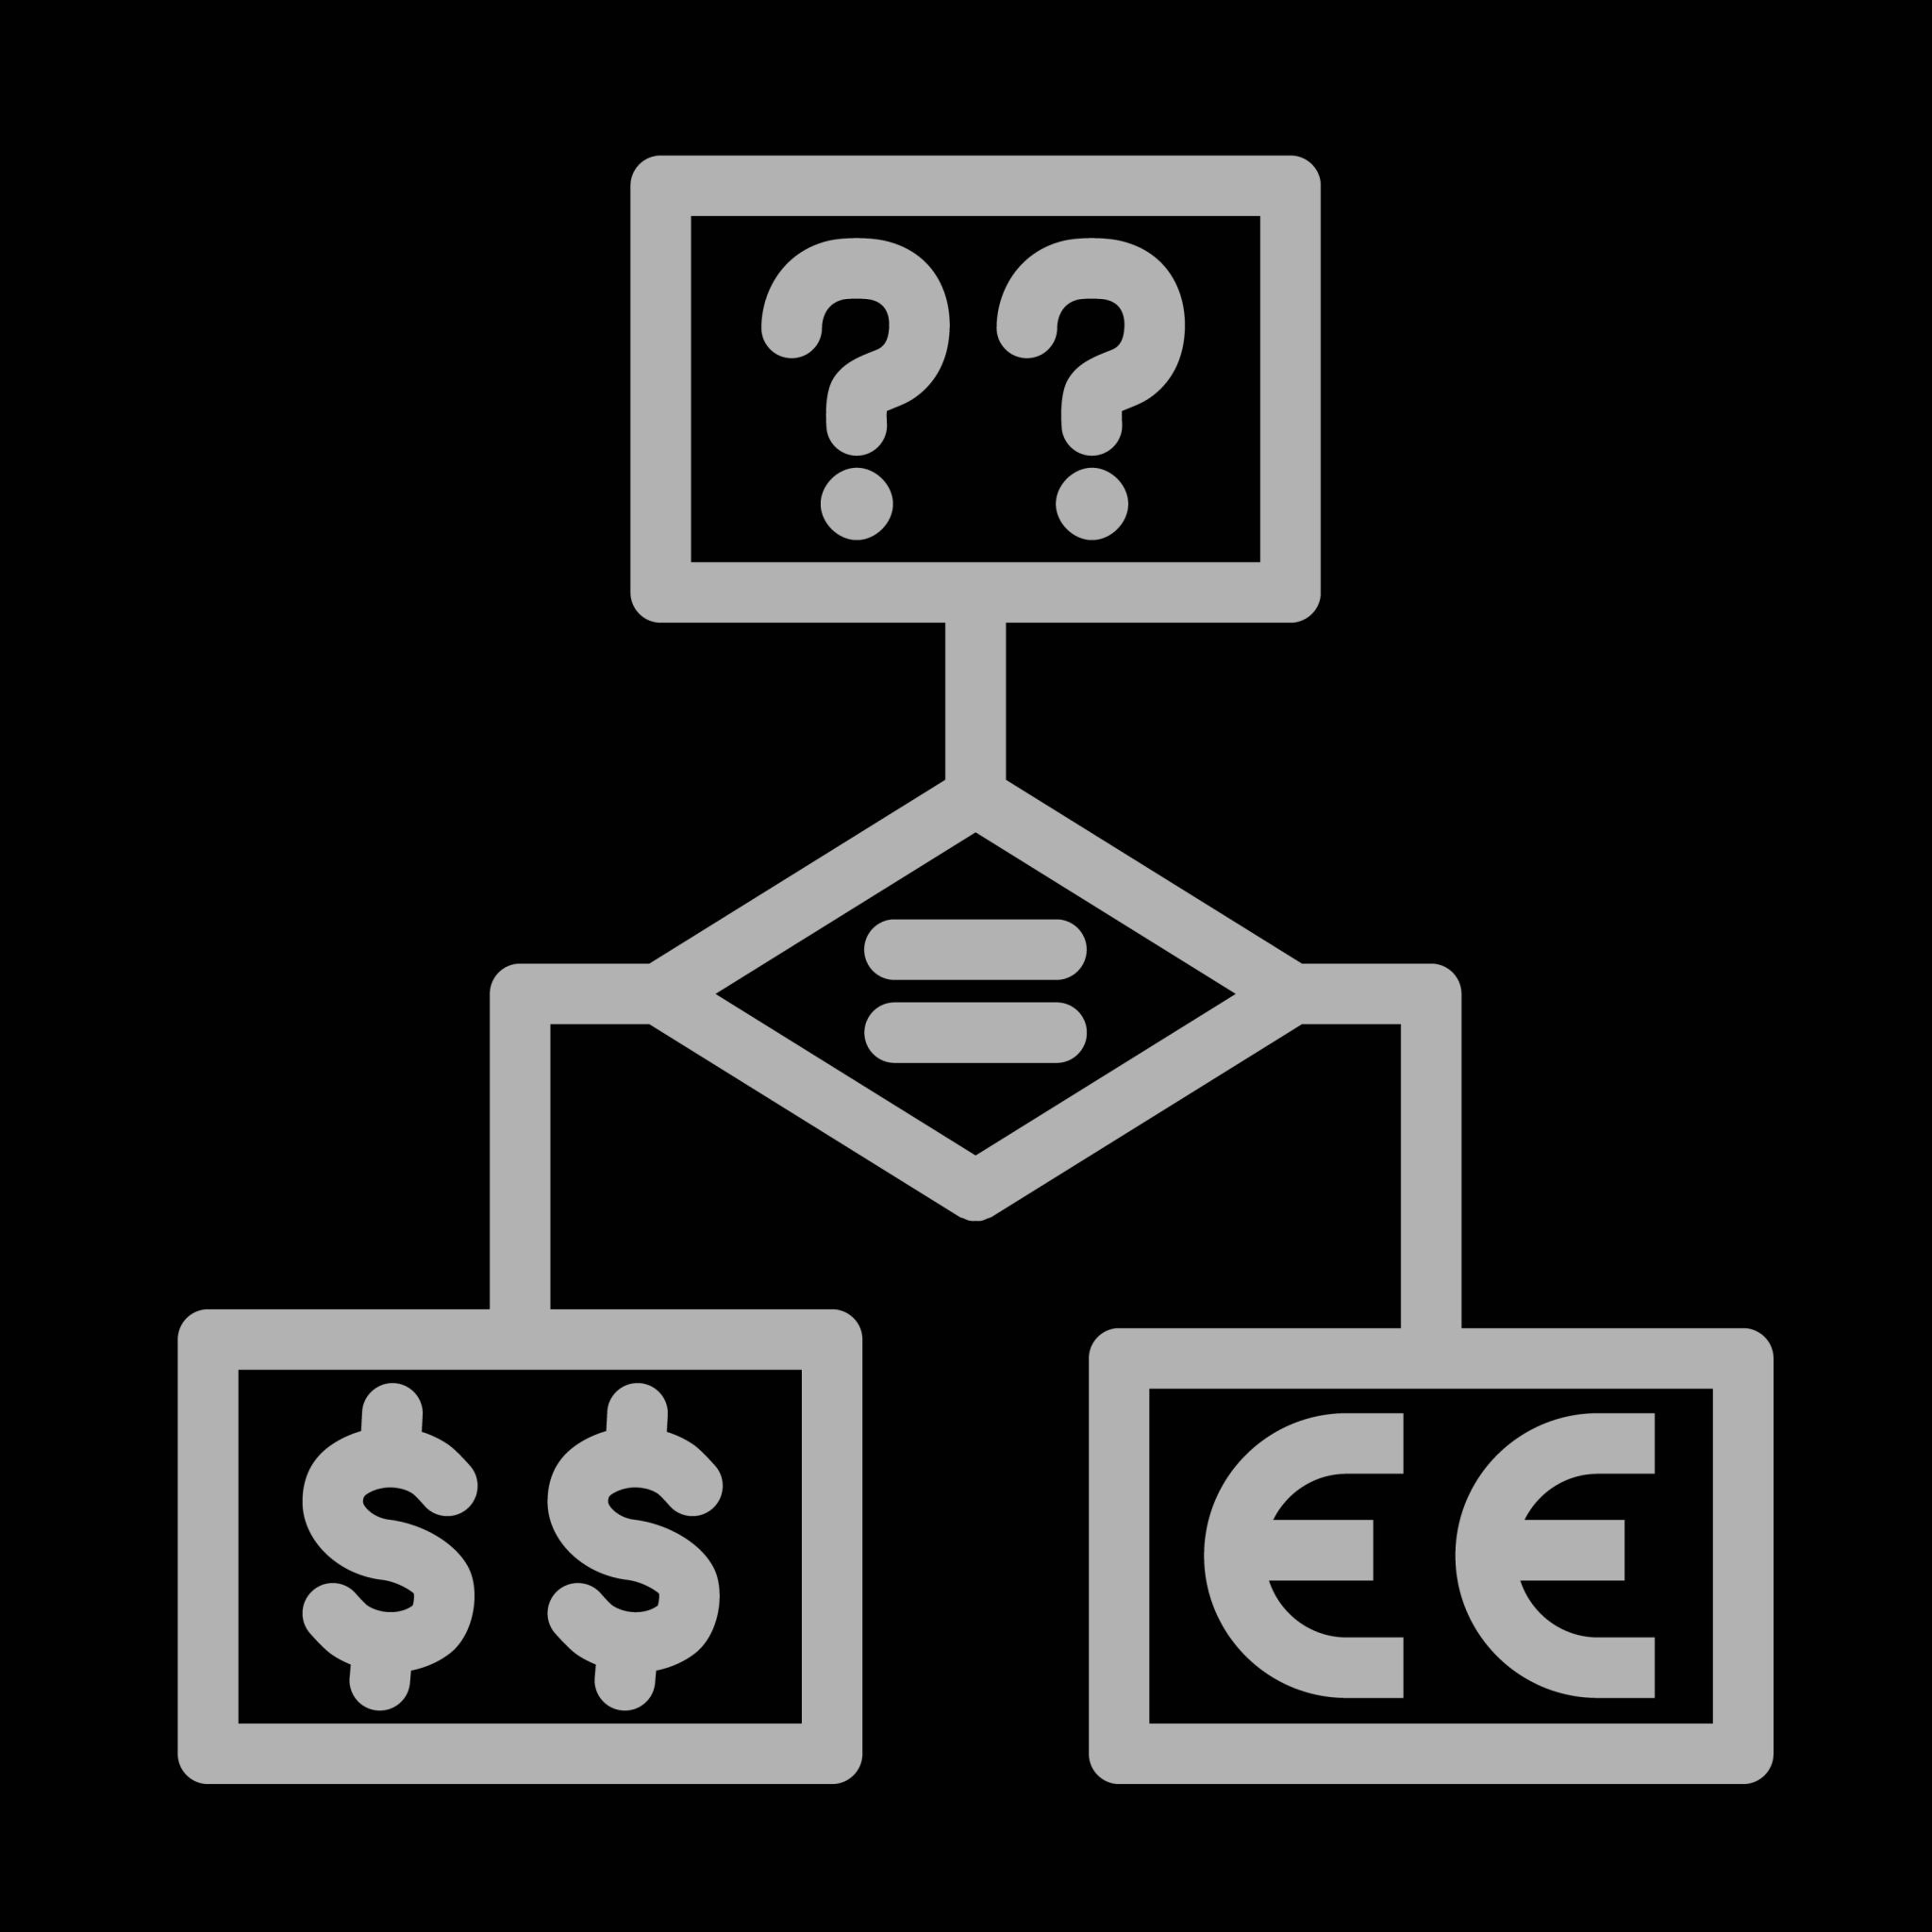 ??
=
$$
€€